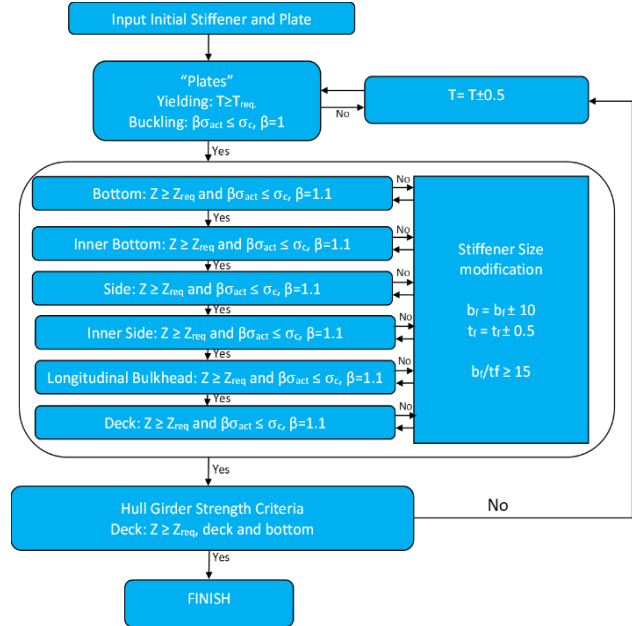 Input Initial Stiffener and Plate
“Plates”
Yielding: T≥Treq.
Buckling: βσact ≤ σc, β=1
T= T±0.5
No
Yes
Bottom: Z ≥ Zreq and βσact ≤ σc, β=1.1
No
Yes
Inner Bottom: Z ≥ Zreq and βσact ≤ σc, β=1.1
No
Yes
Side: Z ≥ Zreq and βσact ≤ σc, β=1.1
No
Yes
Inner Side: Z ≥ Zreq and βσact ≤ σc, β=1.1
No
Yes
Longitudinal Bulkhead: Z ≥ Zreq and βσact ≤ σc, β=1.1
No
Yes
Deck: Z ≥ Zreq and βσact ≤ σc, β=1.1
No
Stiffener Size
modification
bf = bf ± 10
tf = tf ± 0.5
bf/tf ≥ 15
Yes
Hull Girder Strength Criteria
Deck: Z ≥ Zreq, deck and bottom
No
Yes
FINISH